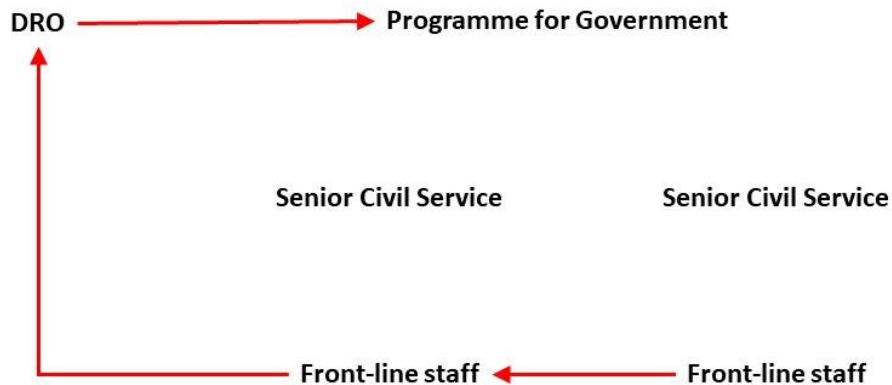 DRO
Programme for Government
Senior Civil Service
Senior Civil Service
Front-line staff
Front-line staff